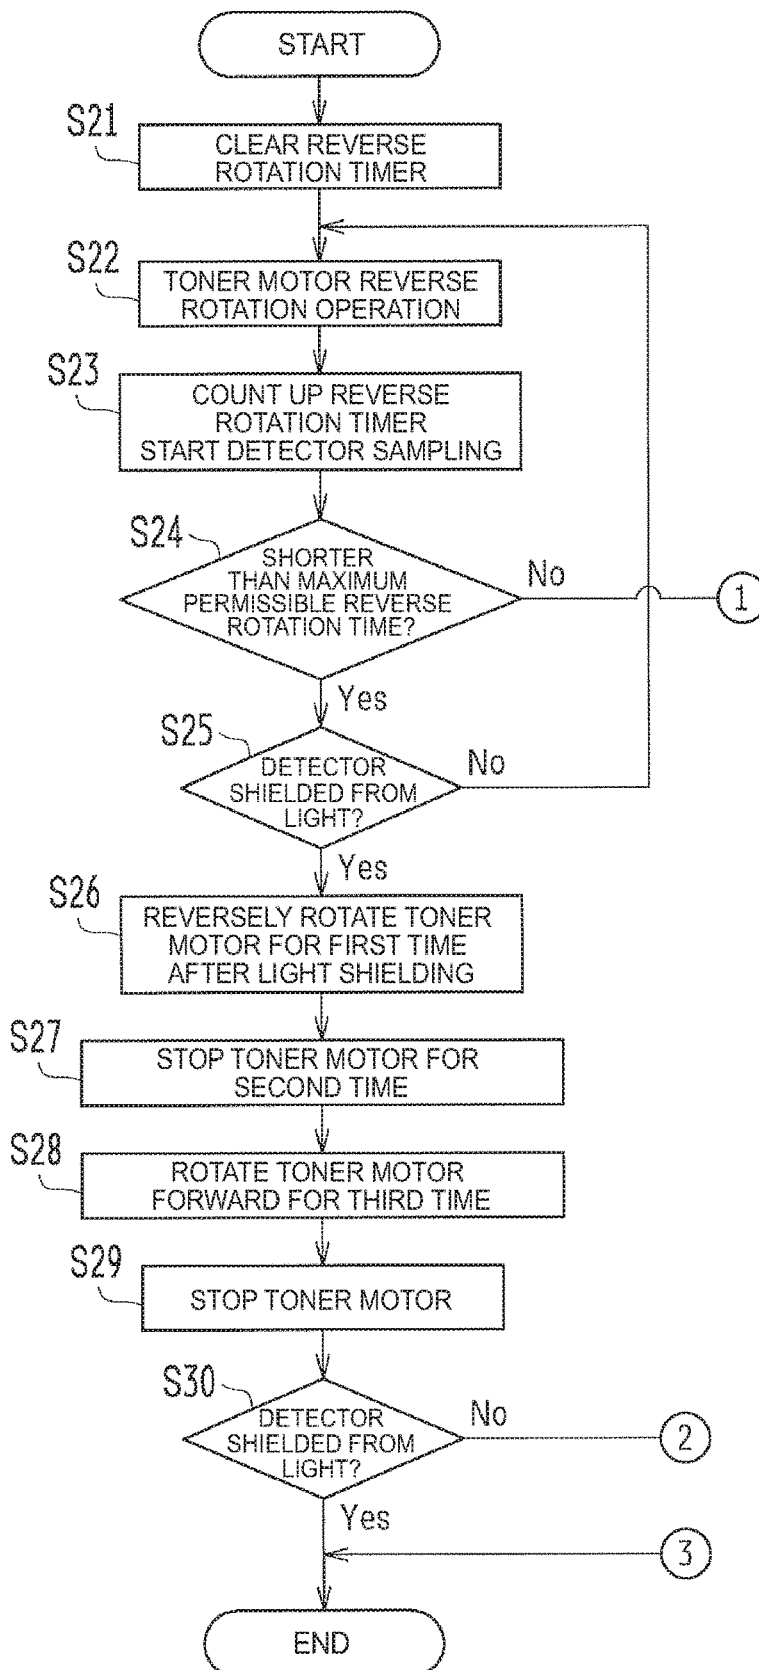 START
S21
CLEAR REVERSE
ROTATION TIMER
S22
TONER MOTOR REVERSE
ROTATION OPERATION
S23
COUNT UP REVERSE
ROTATION TIMER
START DETECTOR SAMPLING
S24
SHORTER
THAN MAXIMUM
PERMISSIBLE REVERSE
ROTATION TIME?
No
1
Yes
S25
DETECTOR
SHIELDED FROM
LIGHT?
No
Yes
S26
REVERSELY ROTATE TONER
MOTOR FOR FIRST TIME
AFTER LIGHT SHIELDING
S27
STOP TONER MOTOR FOR
SECOND TIME
S28
ROTATE TONER MOTOR
FORWARD FOR THIRD TIME
S29
STOP TONER MOTOR
S30
DETECTOR
SHIELDED FROM
LIGHT?
No
2
Yes
3
END